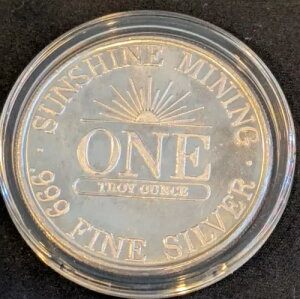 · SUNSHINE MINING ·
ONE
TROY OUNCE
.999 FINE SILVER